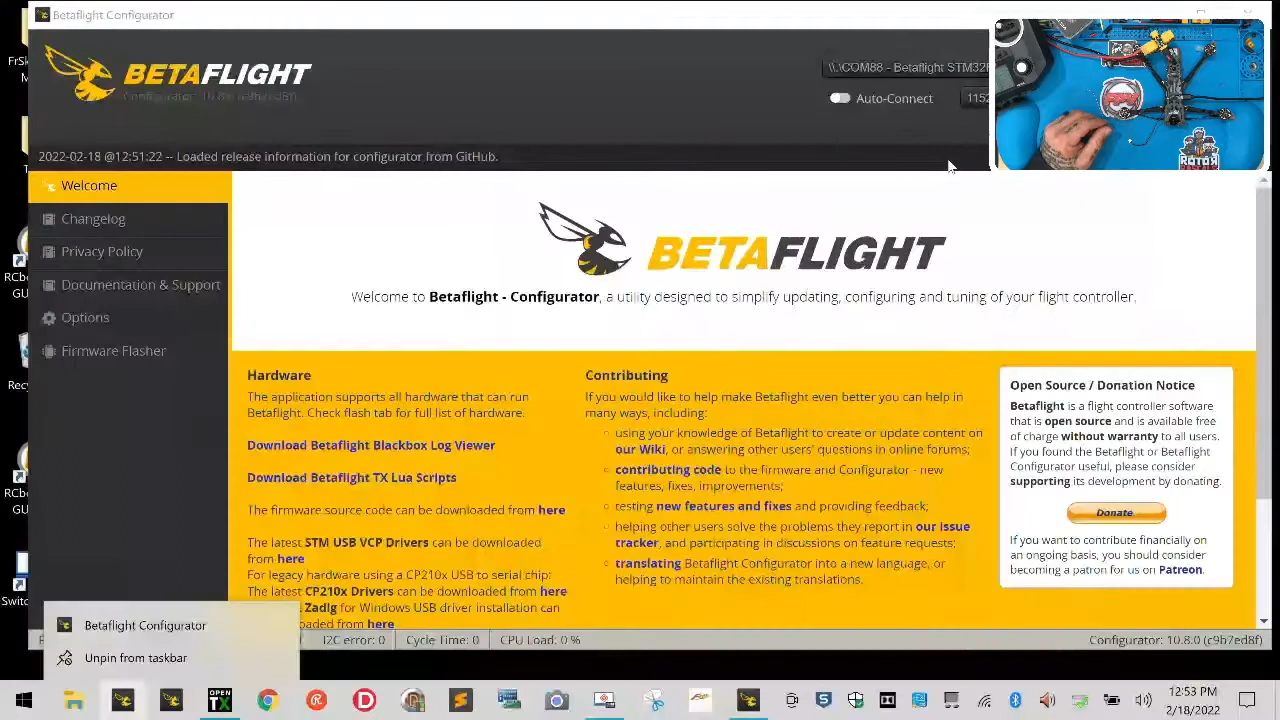 Betaflight Configurator
BETAFLIGHT
\\.\COM88 - Betaflight STM32F
Auto-Connect
1152
2022-02-18 @12:51:22 -- Loaded release information for configurator from GitHub.
Welcome
Changelog
Privacy Policy
Documentation & Support
Options
Firmware Flasher
BETAFLIGHT
Welcome to Betaflight - Configurator, a utility designed to simplify updating, configuring and tuning of your flight controller.
Hardware
The application supports all hardware that can run
Betaflight. Check flash tab for full list of hardware.
Download Betaflight Blackbox Log Viewer
Download Betaflight TX Lua Scripts
The firmware source code can be downloaded from here
The latest STM USB VCP Drivers can be downloaded
from here
For legacy hardware using a CP210x USB to serial chip:
The latest CP210x Drivers can be downloaded from here
Zadig for Windows USB driver installation can
loaded from here
Contributing
If you would like to help make Betaflight even better you can help in
many ways, including:
using your knowledge of Betaflight to create or update content on
our Wiki, or answering other users' questions in online forums;
contributing code to the firmware and Configurator - new
features, fixes, improvements;
testing new features and fixes and providing feedback;
helping other users solve the problems they report in our issue
tracker, and participating in discussions on feature requests;
translating Betaflight Configurator into a new language, or
helping to maintain the existing translations.
Open Source / Donation Notice
Betaflight is a flight controller software
that is open source and is available free
of charge without warranty to all users.
If you found the Betaflight or Betaflight
Configurator useful, please consider
supporting its development by donating.
Donate
If you want to contribute financially on
an ongoing basis, you should consider
becoming a patron for us on Patreon.
ROTOR
Betaflight Configurator
Unpin from taskbar
I2C error: 0
Cycle Time: 0
CPU Load: 0 %
Configurator: 10.8.0 (c9b7ed8f)
FrSk
RCbo
GU
Recy
RCbo
GU
Switc
OPEN
TX
12:53 PM
2/18/2022